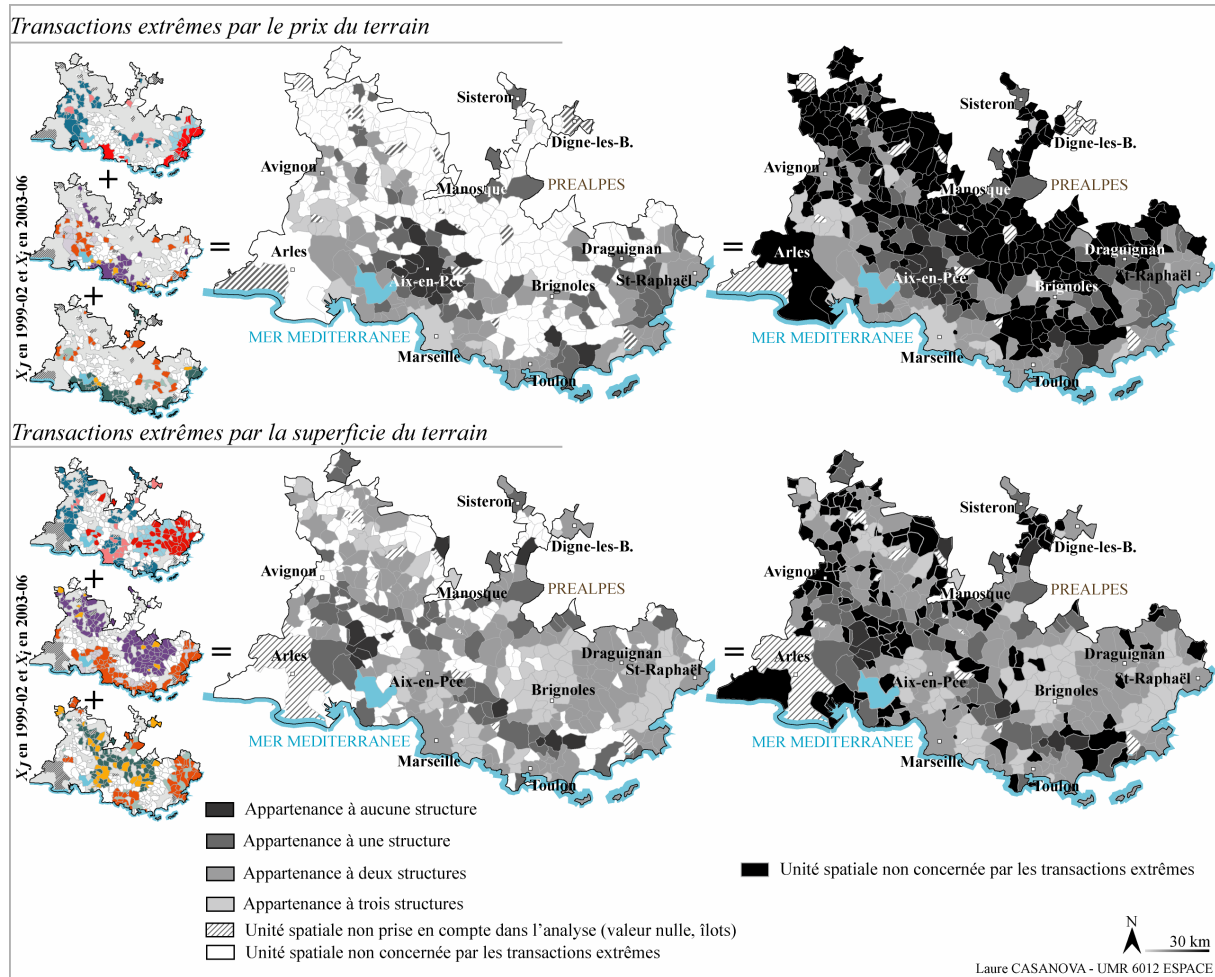 Transactions extrêmes par le prix du terrain
XJ en 1999-02 et Xi en 2003-06
+
+
=
Sisteron
Digne-les-B.
Avignon
Manosque
PREALPES
Arles
Draguignan
Aix-en-Pce
St-Raphaël
Brignoles
MER MEDITERRANEE
Marseille
Toulon
=
Sisteron
Digne-les-B.
Avignon
Manosque
PREALPES
Arles
Draguignan
Aix-en-Pce
St-Raphaël
Brignoles
MER MEDITERRANEE
Marseille
Toulon
Transactions extrêmes par la superficie du terrain
XJ en 1999-02 et Xi en 2003-06
+
+
=
Sisteron
Digne-les-B.
Avignon
Manosque
PREALPES
Arles
Draguignan
St-Raphaël
Aix-en-Pce
Brignoles
MER MEDITERRANEE
Marseille
Toulon
=
Sisteron
Digne-les-B.
Avignon
Manosque
PREALPES
Arles
Draguignan
Aix-en-Pce
St-Raphaël
Brignoles
MER MEDITERRANEE
Marseille
Toulon
Appartenance à aucune structure
Appartenance à une structure
Appartenance à deux structures
Appartenance à trois structures
Unité spatiale non prise en compte dans l'analyse (valeur nulle, îlots)
Unité spatiale non concernée par les transactions extrêmes
Unité spatiale non concernée par les transactions extrêmes
N
30 km
Laure CASANOVA - UMR 6012 ESPACE